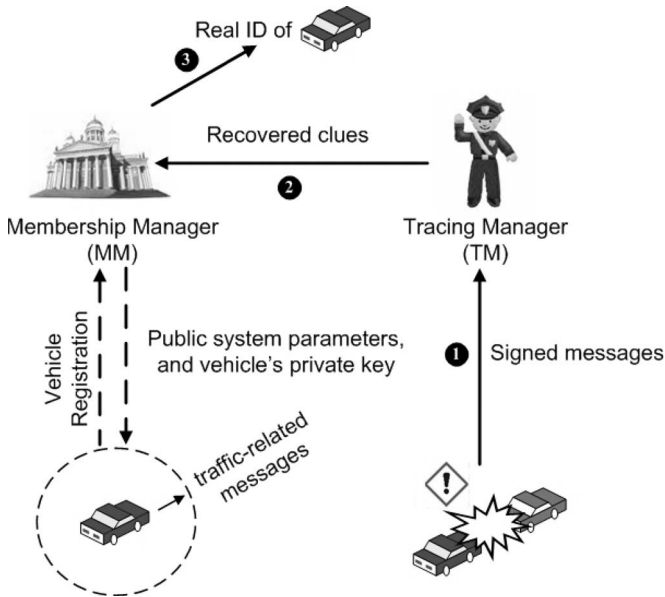 Real ID of
3
Recovered clues
2
Membership Manager
(MM)
Tracing Manager
(TM)
Vehicle
Registration
Public system parameters,
and vehicle's private key
1
Signed messages
traffic-related
messages
!